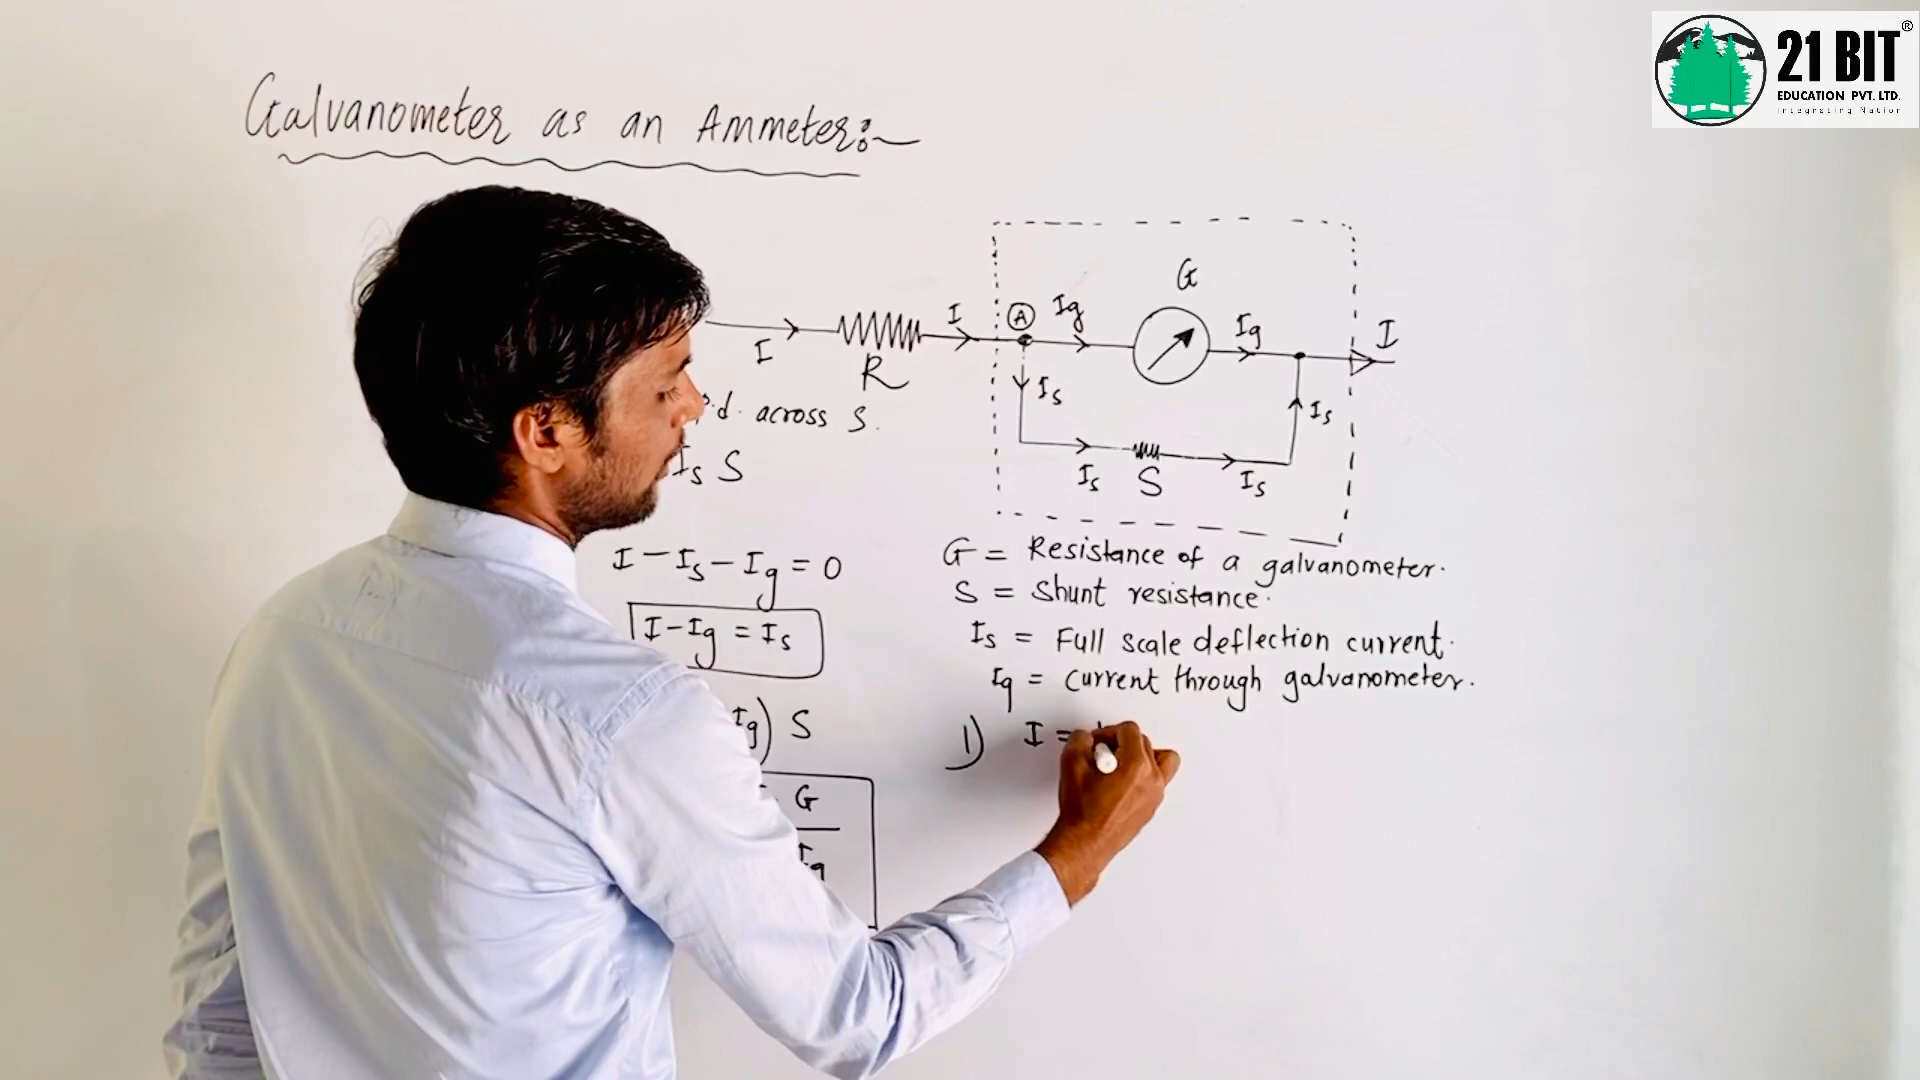 21 BIT®
EDUCATION PVT. LTD.
Integrating Nation
Galvanometer as an Ammeter:-
G
I
R
I
A
Ig
Ig
I
Is
Is
Is
S
Is
p.d. across S.
Is S
I - Is - Ig = 0
I-Ig = Is
Ig) S
G
Ig
G = Resistance of a galvanometer.
S = Shunt resistance.
Is = Full scale deflection current.
Ig = current through galvanometer.
1) I =